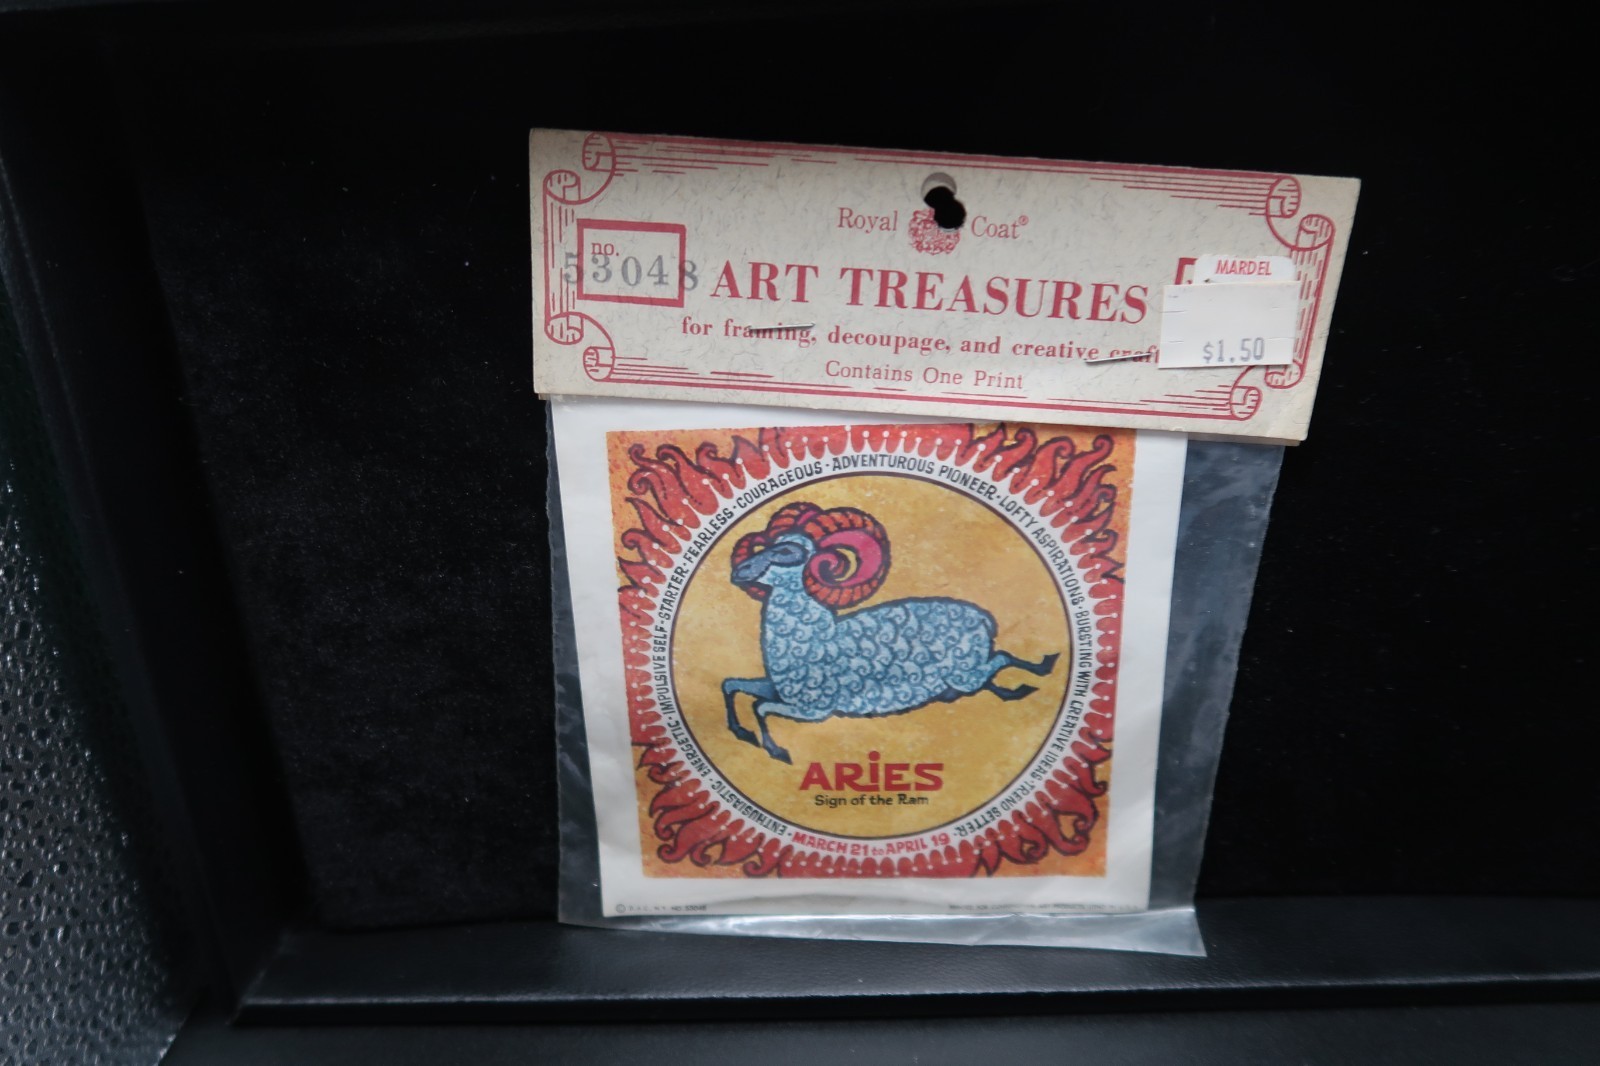 Royal Coat®
no.
53048
ART TREASURES
MARDEL
$1.50
for framing, decoupage, and creative craft
Contains One Print
ENTHUSIASTIC · ENERGETIC · IMPULSIVE SELF-STARTER · FEARLESS · COURAGEOUS · ADVENTUROUS PIONEER · LOFTY ASPIRATIONS · BURSTING WITH CREATIVE IDEAS · TREND SETTER ·
ARiES
Sign of the Ram
MARCH 21 to APRIL 19